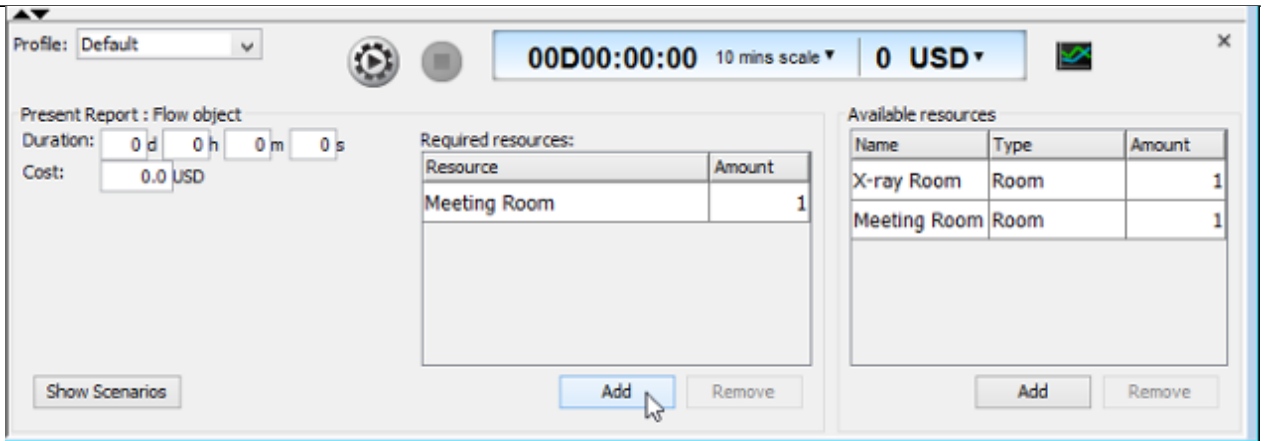 Profile: Default 00D00:00:00 10 mins scale 0 USD
Present Report : Flow object
Duration: 0 d 0 h 0 m 0 s
Cost: 0.0 USD
Required resources:
Resource Amount
Meeting Room 1
Show Scenarios
Add Remove
Available resources
Name Type Amount
X-ray Room Room 1
Meeting Room Room 1
Add Remove